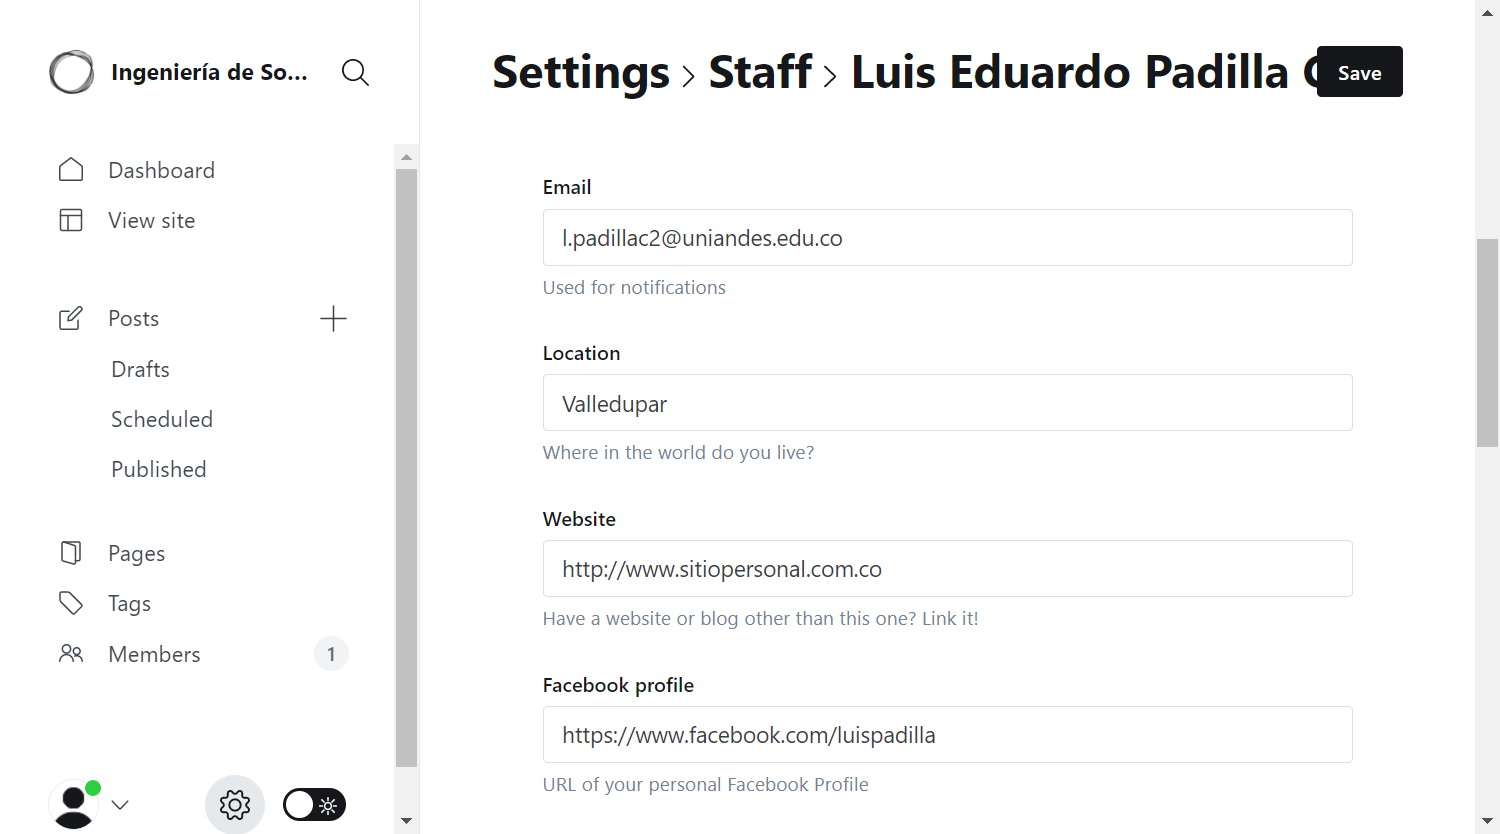 Ingeniería de So...
Settings > Staff > Luis Eduardo Padilla
Save
Dashboard
View site
Posts
Drafts
Scheduled
Published
Pages
Tags
Members
1
Email
l.padillac2@uniandes.edu.co
Used for notifications
Location
Valledupar
Where in the world do you live?
Website
http://www.sitiopersonal.com.co
Have a website or blog other than this one? Link it!
Facebook profile
https://www.facebook.com/luispadilla
URL of your personal Facebook Profile